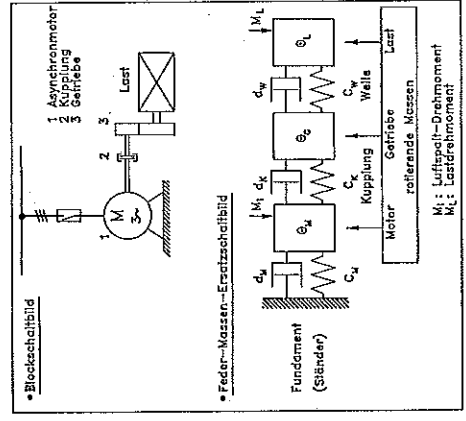 • Blockschaltbild
1 Asynchronmotor
2 Kupplung
3 Getriebe
1
M
3~
2
3
Last
• Feder-Massen-Ersatzschaltbild
M_i
M_L
d_M
d_K
d_W
Θ_M
Θ_G
Θ_L
C_M
C_K
C_W
Fundament
(Ständer)
Kupplung
Welle
Motor
Getriebe
Last
rotierende Massen
M_i: Luftspalt-Drehmoment
M_L: Lastdrehmoment